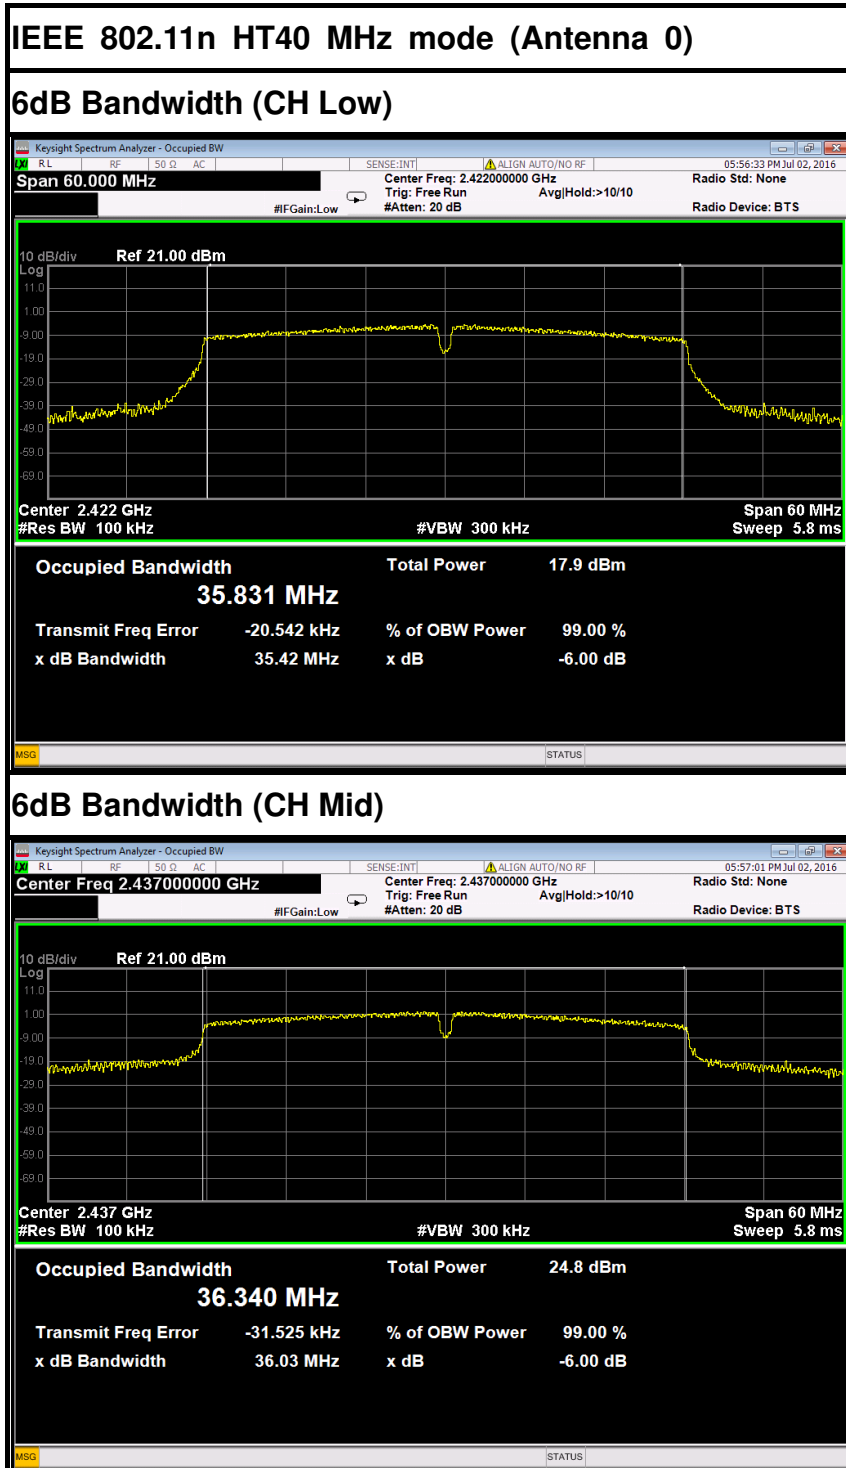 IEEE 802.11n HT40 MHz mode (Antenna 0)
6dB Bandwidth (CH Low)
Keysight Spectrum Analyzer - Occupied BW
LXI RL RF 50 Ω AC SENSE:INT ALIGN AUTO/NO RF 05:56:33 PM Jul 02, 2016
Span 60.000 MHz Center Freq: 2.422000000 GHz Radio Std: None
Trig: Free Run Avg|Hold:>10/10
#IFGain:Low #Atten: 20 dB Radio Device: BTS
10 dB/div Ref 21.00 dBm
Log
11.0
1.00
-9.00
-19.0
-29.0
-39.0
-49.0
-59.0
-69.0
Center 2.422 GHz Span 60 MHz
#Res BW 100 kHz #VBW 300 kHz Sweep 5.8 ms
Occupied Bandwidth Total Power 17.9 dBm
35.831 MHz
Transmit Freq Error -20.542 kHz % of OBW Power 99.00 %
x dB Bandwidth 35.42 MHz x dB -6.00 dB
MSG STATUS
6dB Bandwidth (CH Mid)
Keysight Spectrum Analyzer - Occupied BW
LXI RL RF 50 Ω AC SENSE:INT ALIGN AUTO/NO RF 05:57:01 PM Jul 02, 2016
Center Freq 2.437000000 GHz Center Freq: 2.437000000 GHz Radio Std: None
Trig: Free Run Avg|Hold:>10/10
#IFGain:Low #Atten: 20 dB Radio Device: BTS
10 dB/div Ref 21.00 dBm
Log
11.0
1.00
-9.00
-19.0
-29.0
-39.0
-49.0
-59.0
-69.0
Center 2.437 GHz Span 60 MHz
#Res BW 100 kHz #VBW 300 kHz Sweep 5.8 ms
Occupied Bandwidth Total Power 24.8 dBm
36.340 MHz
Transmit Freq Error -31.525 kHz % of OBW Power 99.00 %
x dB Bandwidth 36.03 MHz x dB -6.00 dB
MSG STATUS